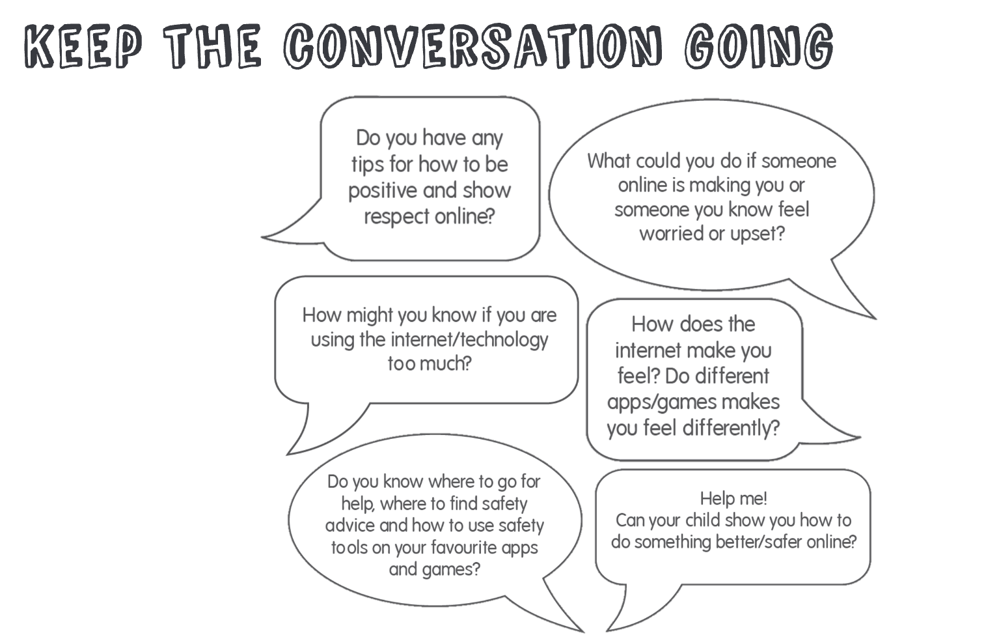 KEEP THE CONVERSATION GOING
Do you have any
tips for how to be
positive and show
respect online?
What could you do if someone
online is making you or
someone you know feel
worried or upset?
How might you know if you are
using the internet/technology
too much?
How does the
internet make you
feel? Do different
apps/games makes
you feel differently?
Do you know where to go for
help, where to find safety
advice and how to use safety
tools on your favourite apps
and games?
Help me!
Can your child show you how to
do something better/safer online?